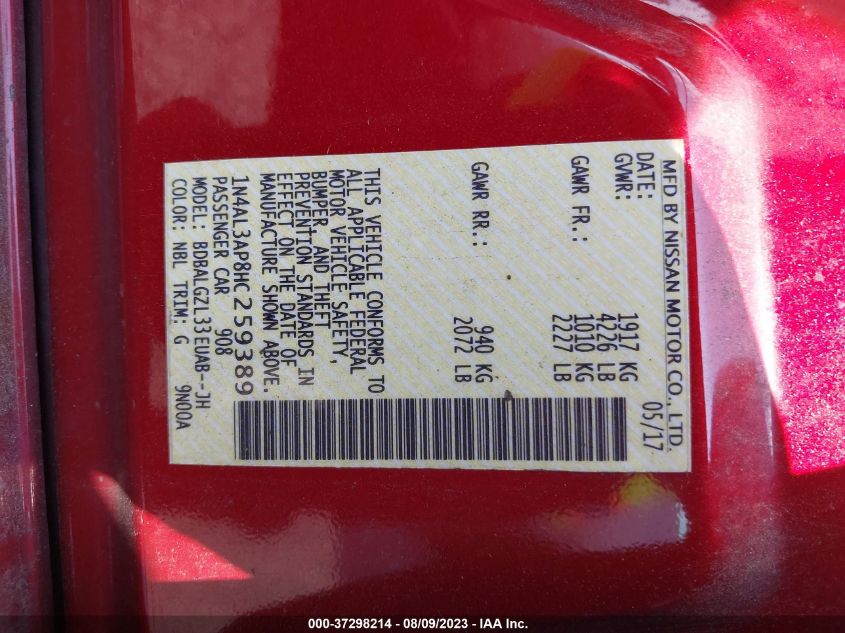 MFD BY NISSAN MOTOR CO., LTD.
DATE: 05/17
GVWR: 1917 KG
4226 LB
GAWR FR.: 1010 KG
2227 LB
GAWR RR.: 940 KG
2072 LB
THIS VEHICLE CONFORMS TO
ALL APPLICABLE FEDERAL
MOTOR VEHICLE SAFETY,
BUMPER AND THEFT
PREVENTION STANDARDS IN
EFFECT ON THE DATE OF
MANUFACTURE SHOWN ABOVE.
1N4AL3AP8HC259389
PASSENGER CAR 908
MODEL: BDBALGZL33EUAB--JH
COLOR: NBL TRIM: G 9N00A
000-37298214 - 08/09/2023 - IAA Inc.